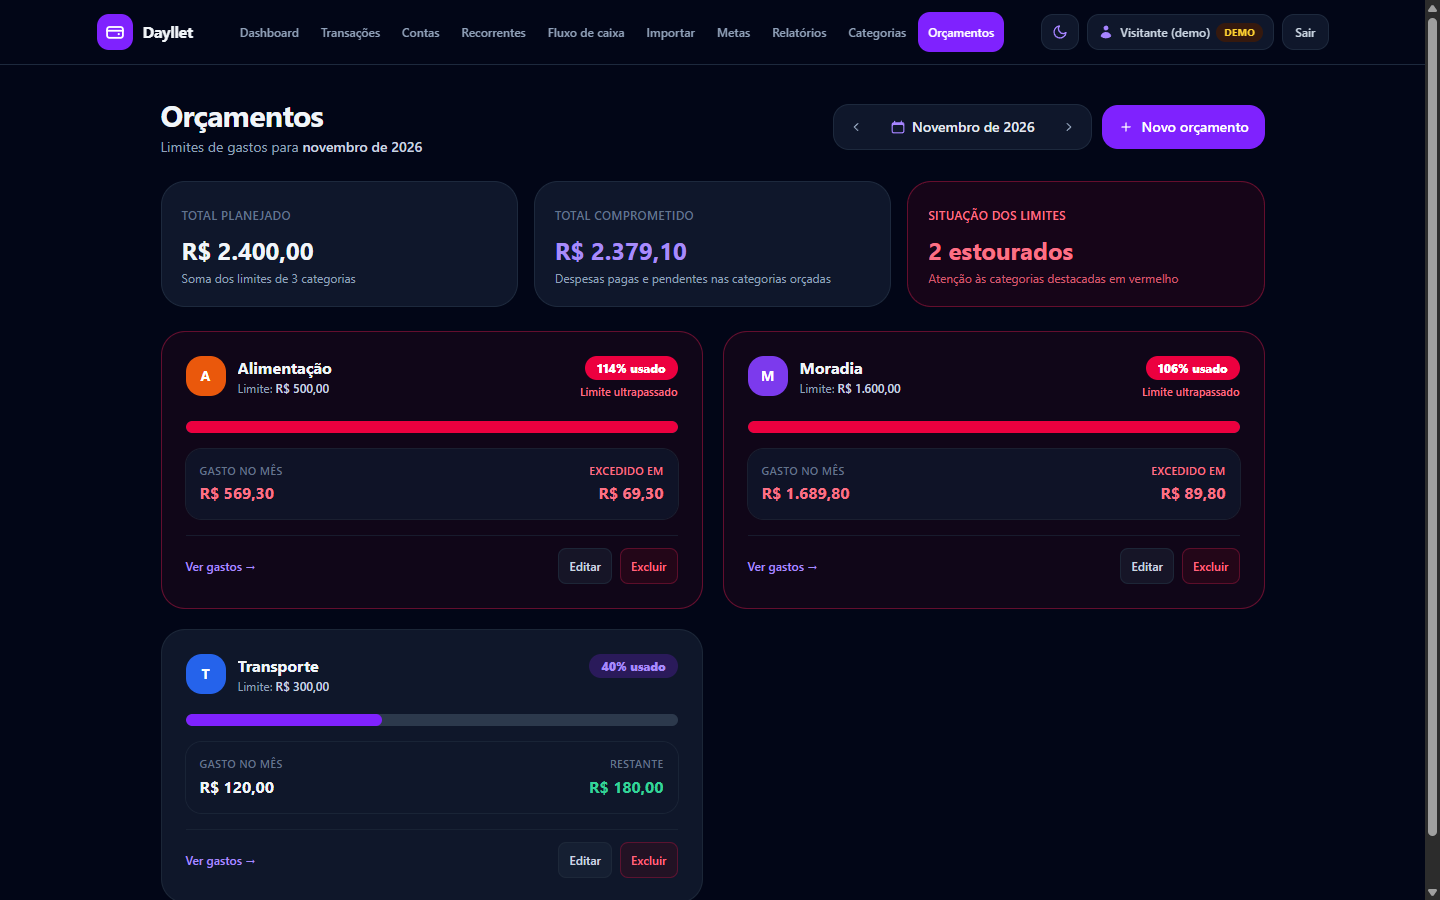 Dayllet
Dashboard
Transações
Contas
Recorrentes
Fluxo de caixa
Importar
Metas
Relatórios
Categorias
Orçamentos
Visitante (demo)
DEMO
Sair
Orçamentos
Limites de gastos para novembro de 2026
Novembro de 2026
+ Novo orçamento
TOTAL PLANEJADO
R$ 2.400,00
Soma dos limites de 3 categorias
TOTAL COMPROMETIDO
R$ 2.379,10
Despesas pagas e pendentes nas categorias orçadas
SITUAÇÃO DOS LIMITES
2 estourados
Atenção às categorias destacadas em vermelho
A
Alimentação
Limite: R$ 500,00
114% usado
Limite ultrapassado
GASTO NO MÊS
R$ 569,30
EXCEDIDO EM
R$ 69,30
Ver gastos →
Editar
Excluir
M
Moradia
Limite: R$ 1.600,00
106% usado
Limite ultrapassado
GASTO NO MÊS
R$ 1.689,80
EXCEDIDO EM
R$ 89,80
Ver gastos →
Editar
Excluir
T
Transporte
Limite: R$ 300,00
40% usado
GASTO NO MÊS
R$ 120,00
RESTANTE
R$ 180,00
Ver gastos →
Editar
Excluir